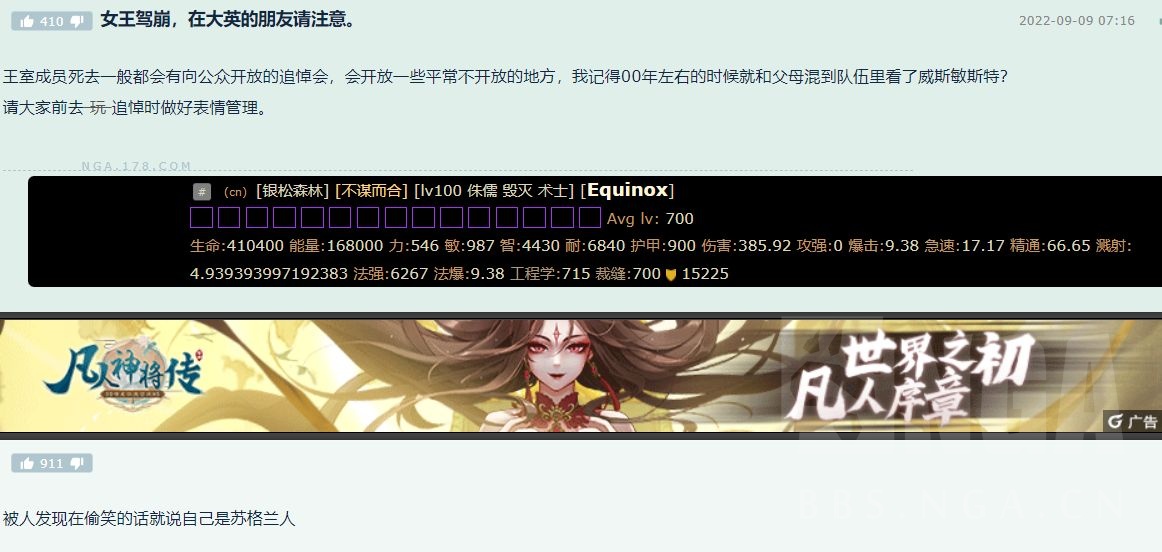 410 女王驾崩，在大英的朋友请注意。 2022-09-09 07:16
王室成员死去一般都会有向公众开放的追悼会，会开放一些平常不开放的地方，我记得00年左右的时候就和父母混到队伍里看了威斯敏斯特？
请大家前去 玩 追悼时做好表情管理。
NGA.178.COM
# （cn）[银松森林] [不谋而合] [lv100 侏儒 毁灭 术士] [Equinox]
Avg lv: 700
生命:410400 能量:168000 力:546 敏:987 智:4430 耐:6840 护甲:900 伤害:385.92 攻强:0 暴击:9.38 急速:17.17 精通:66.65 溅射:
4.939393997192383 法强:6267 法爆:9.38 工程学:715 裁缝:700 15225
凡人神将传
世界之初
凡人序章
广告
911
BBS.NGA.CN
被人发现在偷笑的话就说自己是苏格兰人